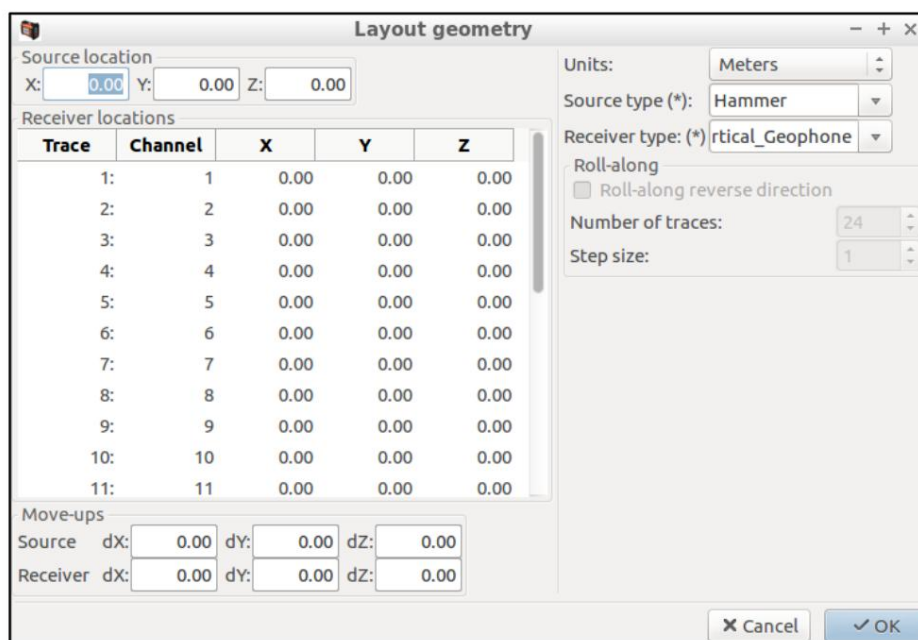 Layout geometry
Source location
X: 0.00 Y: 0.00 Z: 0.00
Receiver locations
Trace Channel X Y Z
1: 1 0.00 0.00 0.00
2: 2 0.00 0.00 0.00
3: 3 0.00 0.00 0.00
4: 4 0.00 0.00 0.00
5: 5 0.00 0.00 0.00
6: 6 0.00 0.00 0.00
7: 7 0.00 0.00 0.00
8: 8 0.00 0.00 0.00
9: 9 0.00 0.00 0.00
10: 10 0.00 0.00 0.00
11: 11 0.00 0.00 0.00
Move-ups
Source dX: 0.00 dY: 0.00 dZ: 0.00
Receiver dX: 0.00 dY: 0.00 dZ: 0.00
Units: Meters
Source type (*): Hammer
Receiver type: (*) rtical_Geophone
Roll-along
Roll-along reverse direction
Number of traces: 24
Step size: 1
Cancel OK